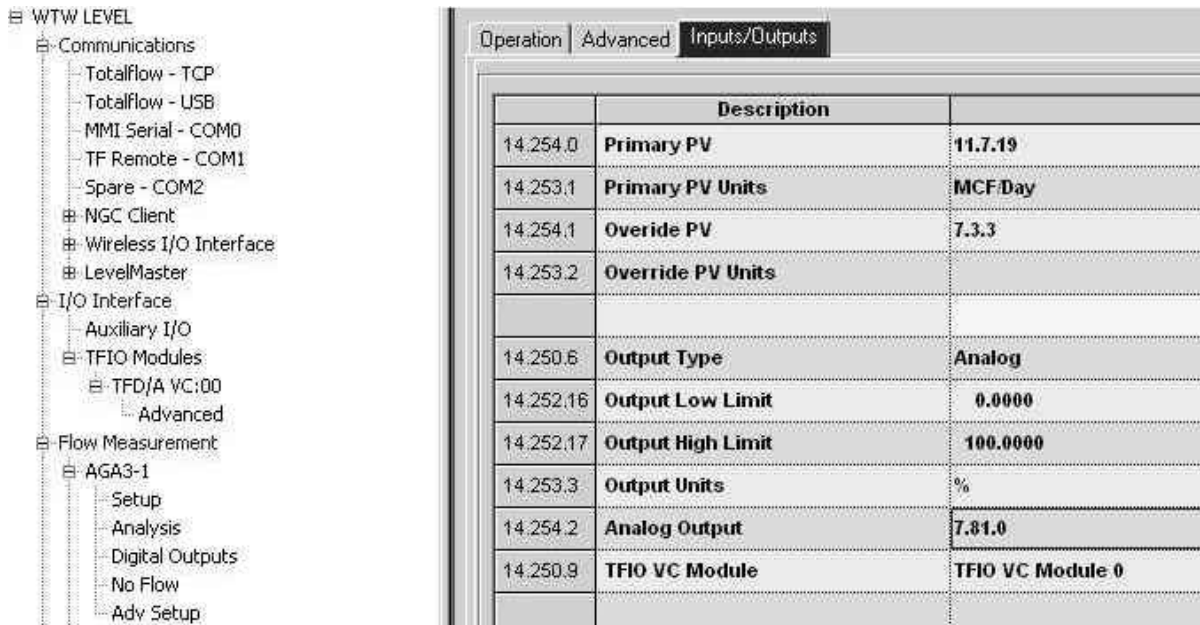 WTW LEVEL
Communications
Totalflow - TCP
Totalflow - USB
MMI Serial - COM0
TF Remote - COM1
Spare - COM2
NGC Client
Wireless I/O Interface
LevelMaster
I/O Interface
Auxiliary I/O
TFIO Modules
TFD/A VC:00
Advanced
Flow Measurement
AGA3-1
Setup
Analysis
Digital Outputs
No Flow
Adv Setup
Operation Advanced Inputs/Outputs
Description
14.254.0 Primary PV 11.7.19
14.253.1 Primary PV Units MCF/Day
14.254.1 Overide PV 7.3.3
14.253.2 Override PV Units
14.250.6 Output Type Analog
14.252.16 Output Low Limit 0.0000
14.252.17 Output High Limit 100.0000
14.253.3 Output Units %
14.254.2 Analog Output 7.81.0
14.250.9 TFIO VC Module TFIO VC Module 0